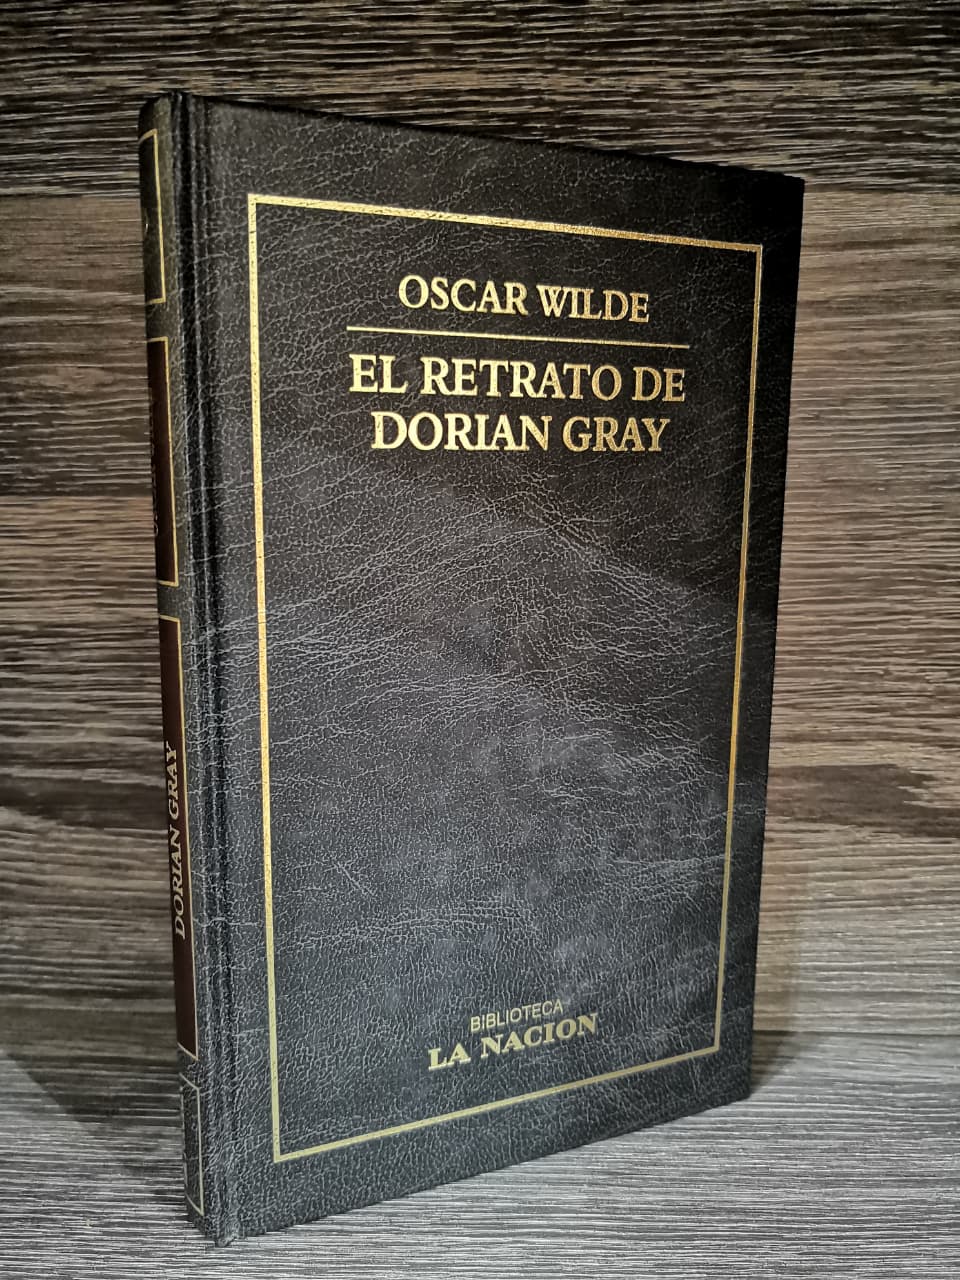 OSCAR WILDE
EL RETRATO DE
DORIAN GRAY
BIBLIOTECA
LA NACION
DORIAN GRAY